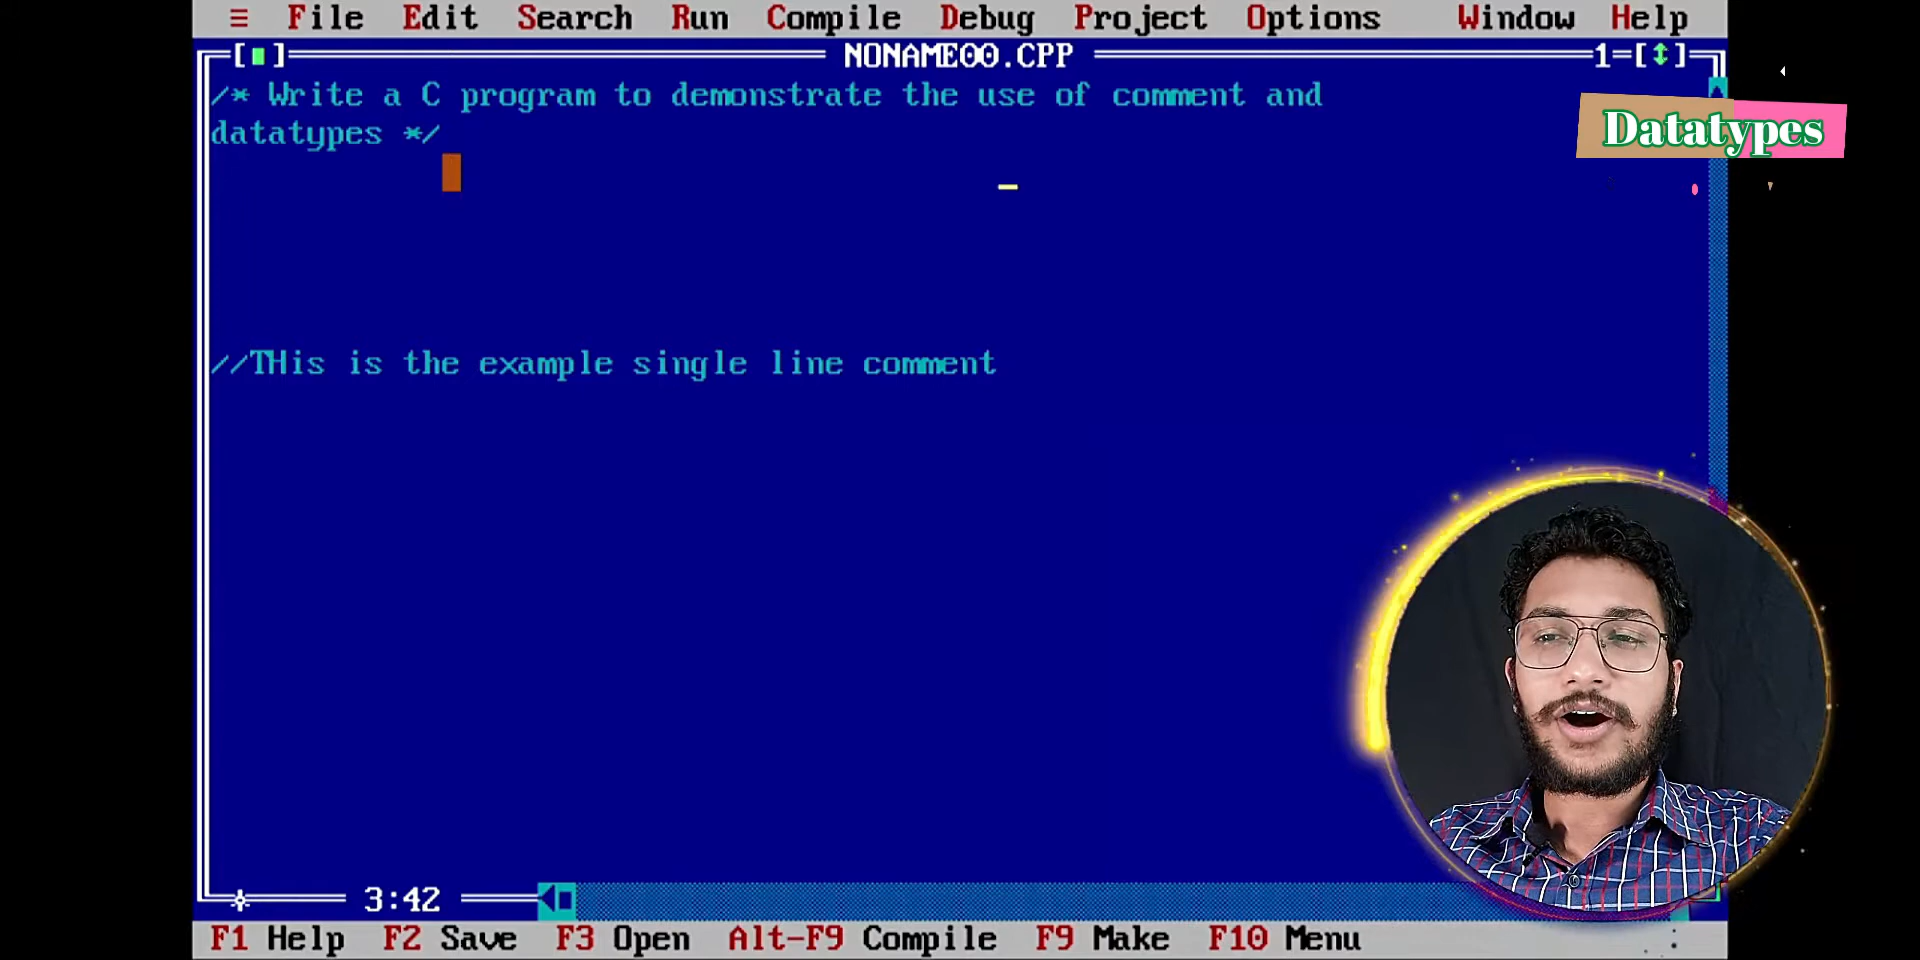 ≡ File Edit Search Run Compile Debug Project Options Window Help
[■] NONAME00.CPP 1=[↕]
/* Write a C program to demonstrate the use of comment and
datatypes */
Datatypes
//THis is the example single line comment
3:42
F1 Help F2 Save F3 Open Alt-F9 Compile F9 Make F10 Menu